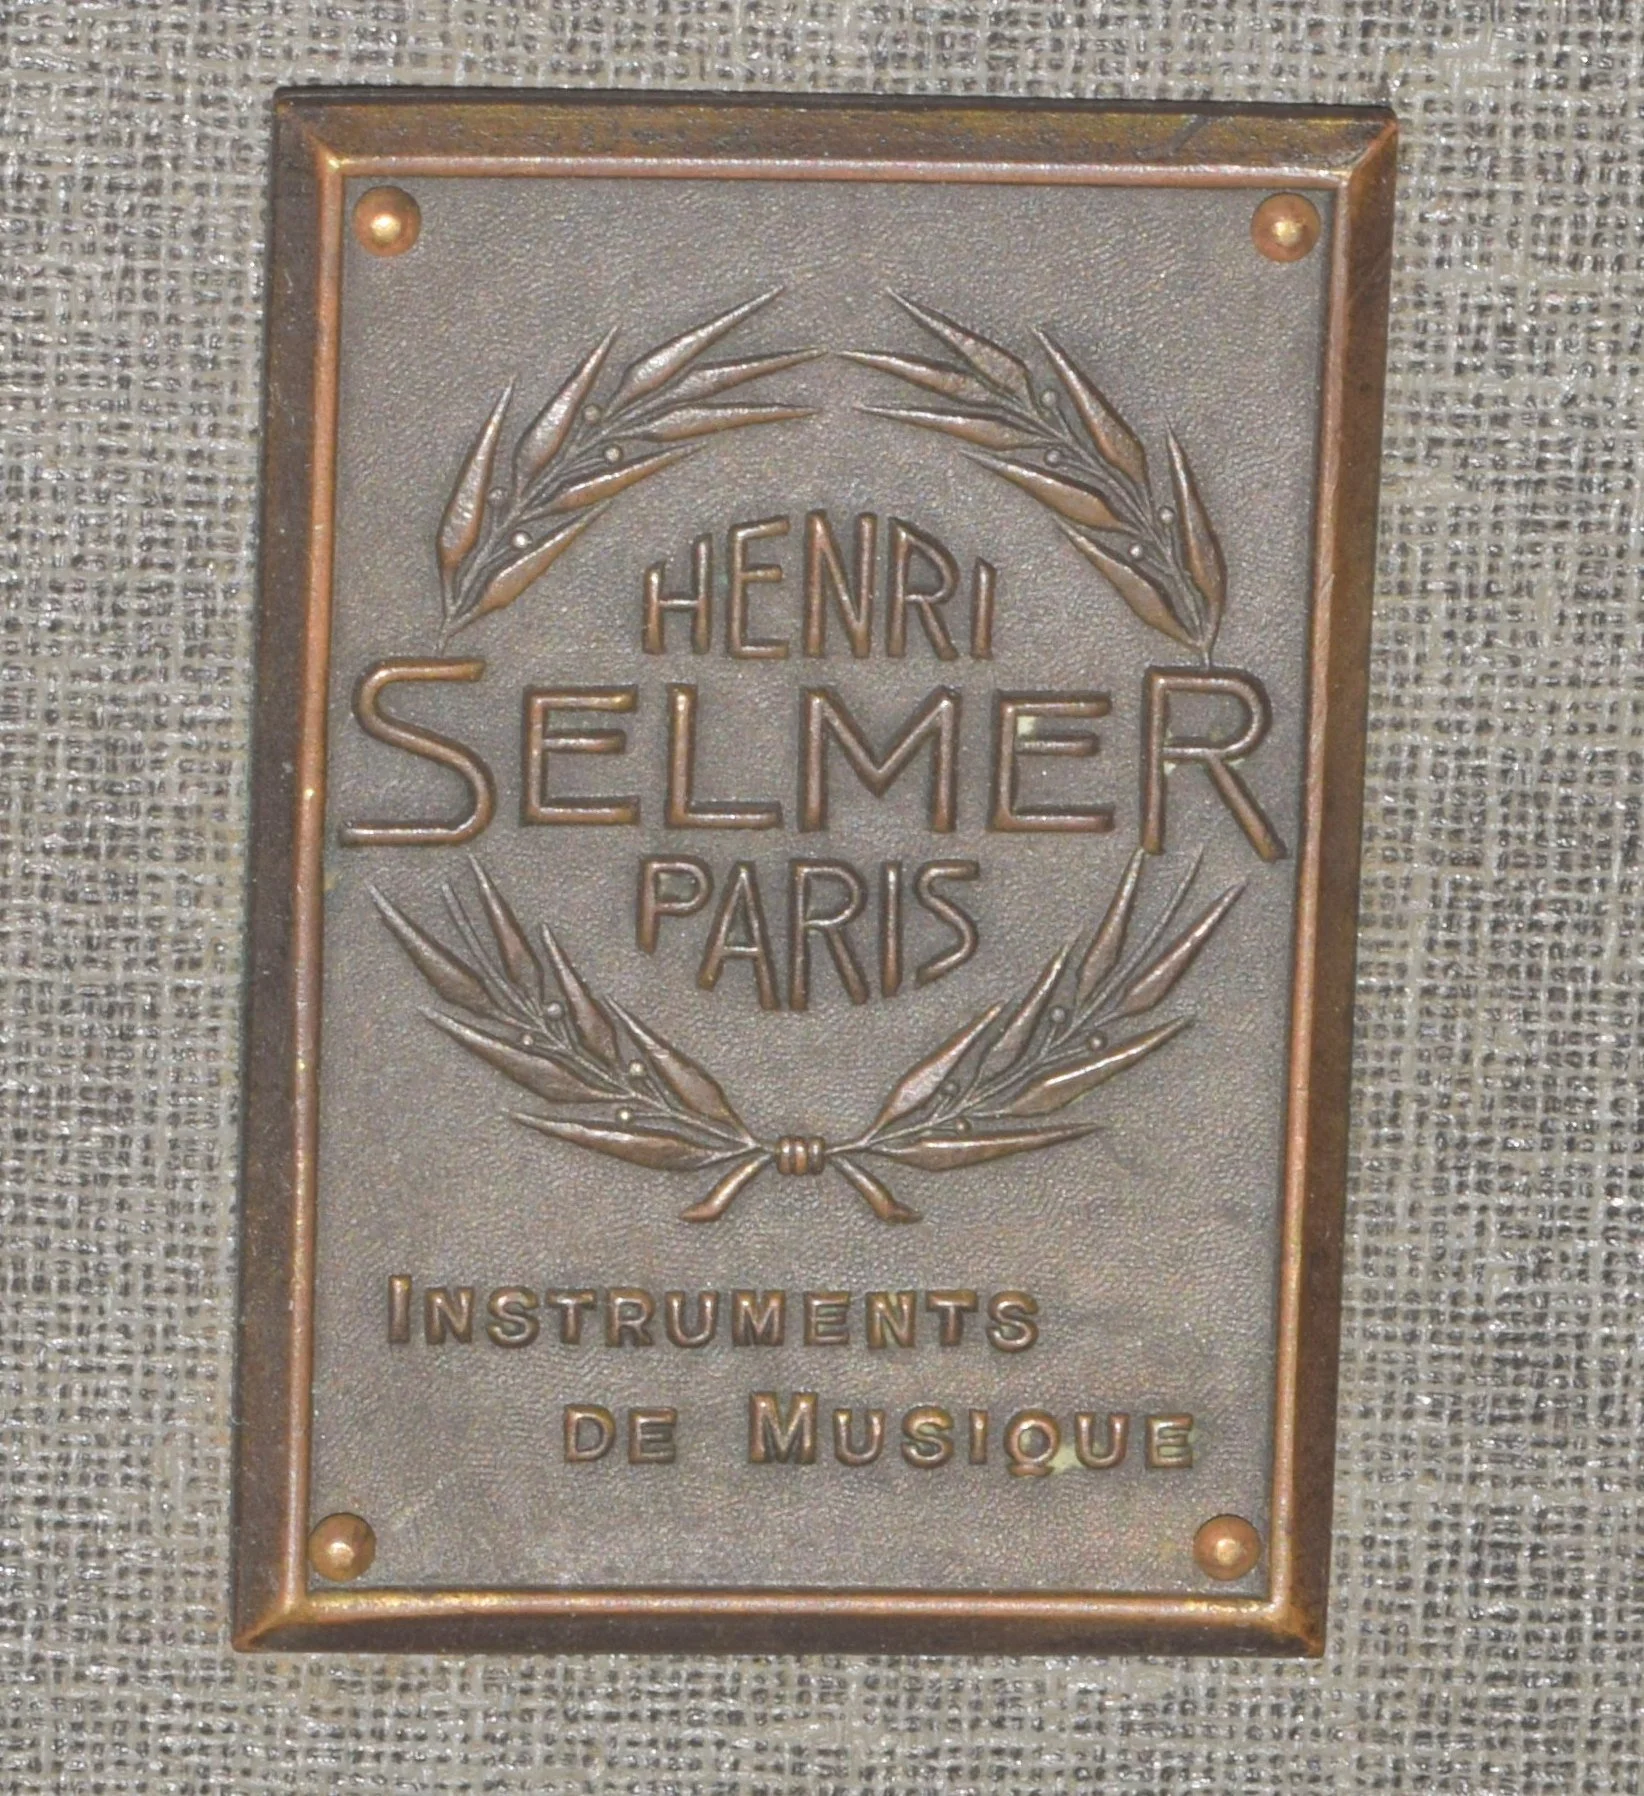 HENRI
SELMER
PARIS
INSTRUMENTS
DE MUSIQUE